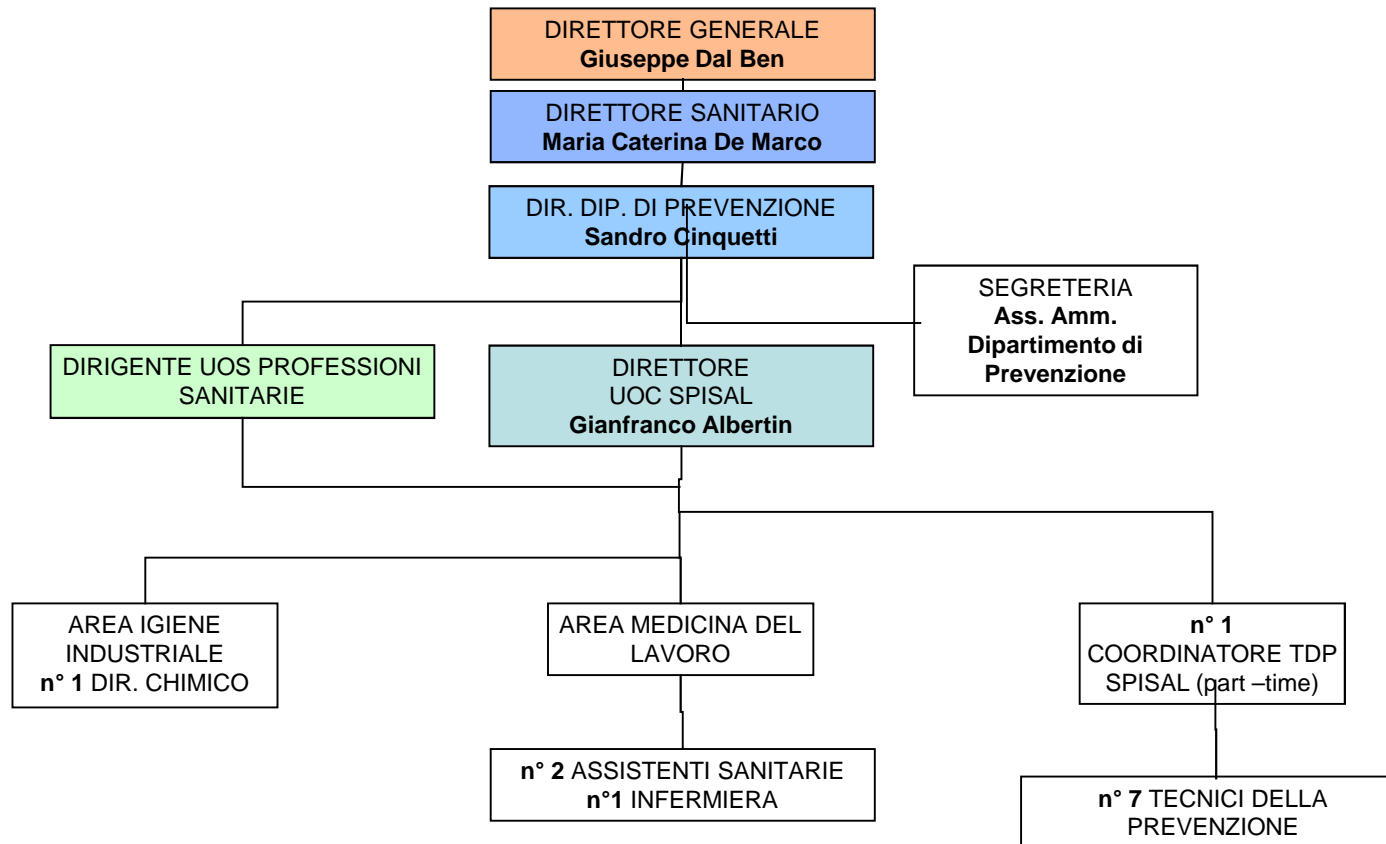 DIRETTORE GENERALE
Giuseppe Dal Ben
DIRETTORE SANITARIO
Maria Caterina De Marco
DIR. DIP. DI PREVENZIONE
Sandro Cinquetti
SEGRETERIA
Ass. Amm.
Dipartimento di
Prevenzione
DIRIGENTE UOS PROFESSIONI
SANITARIE
DIRETTORE
UOC SPISAL
Gianfranco Albertin
AREA IGIENE
INDUSTRIALE
n° 1 DIR. CHIMICO
AREA MEDICINA DEL
LAVORO
n° 1
COORDINATORE TDP
SPISAL (part –time)
n° 2 ASSISTENTI SANITARIE
n°1 INFERMIERA
n° 7 TECNICI DELLA
PREVENZIONE